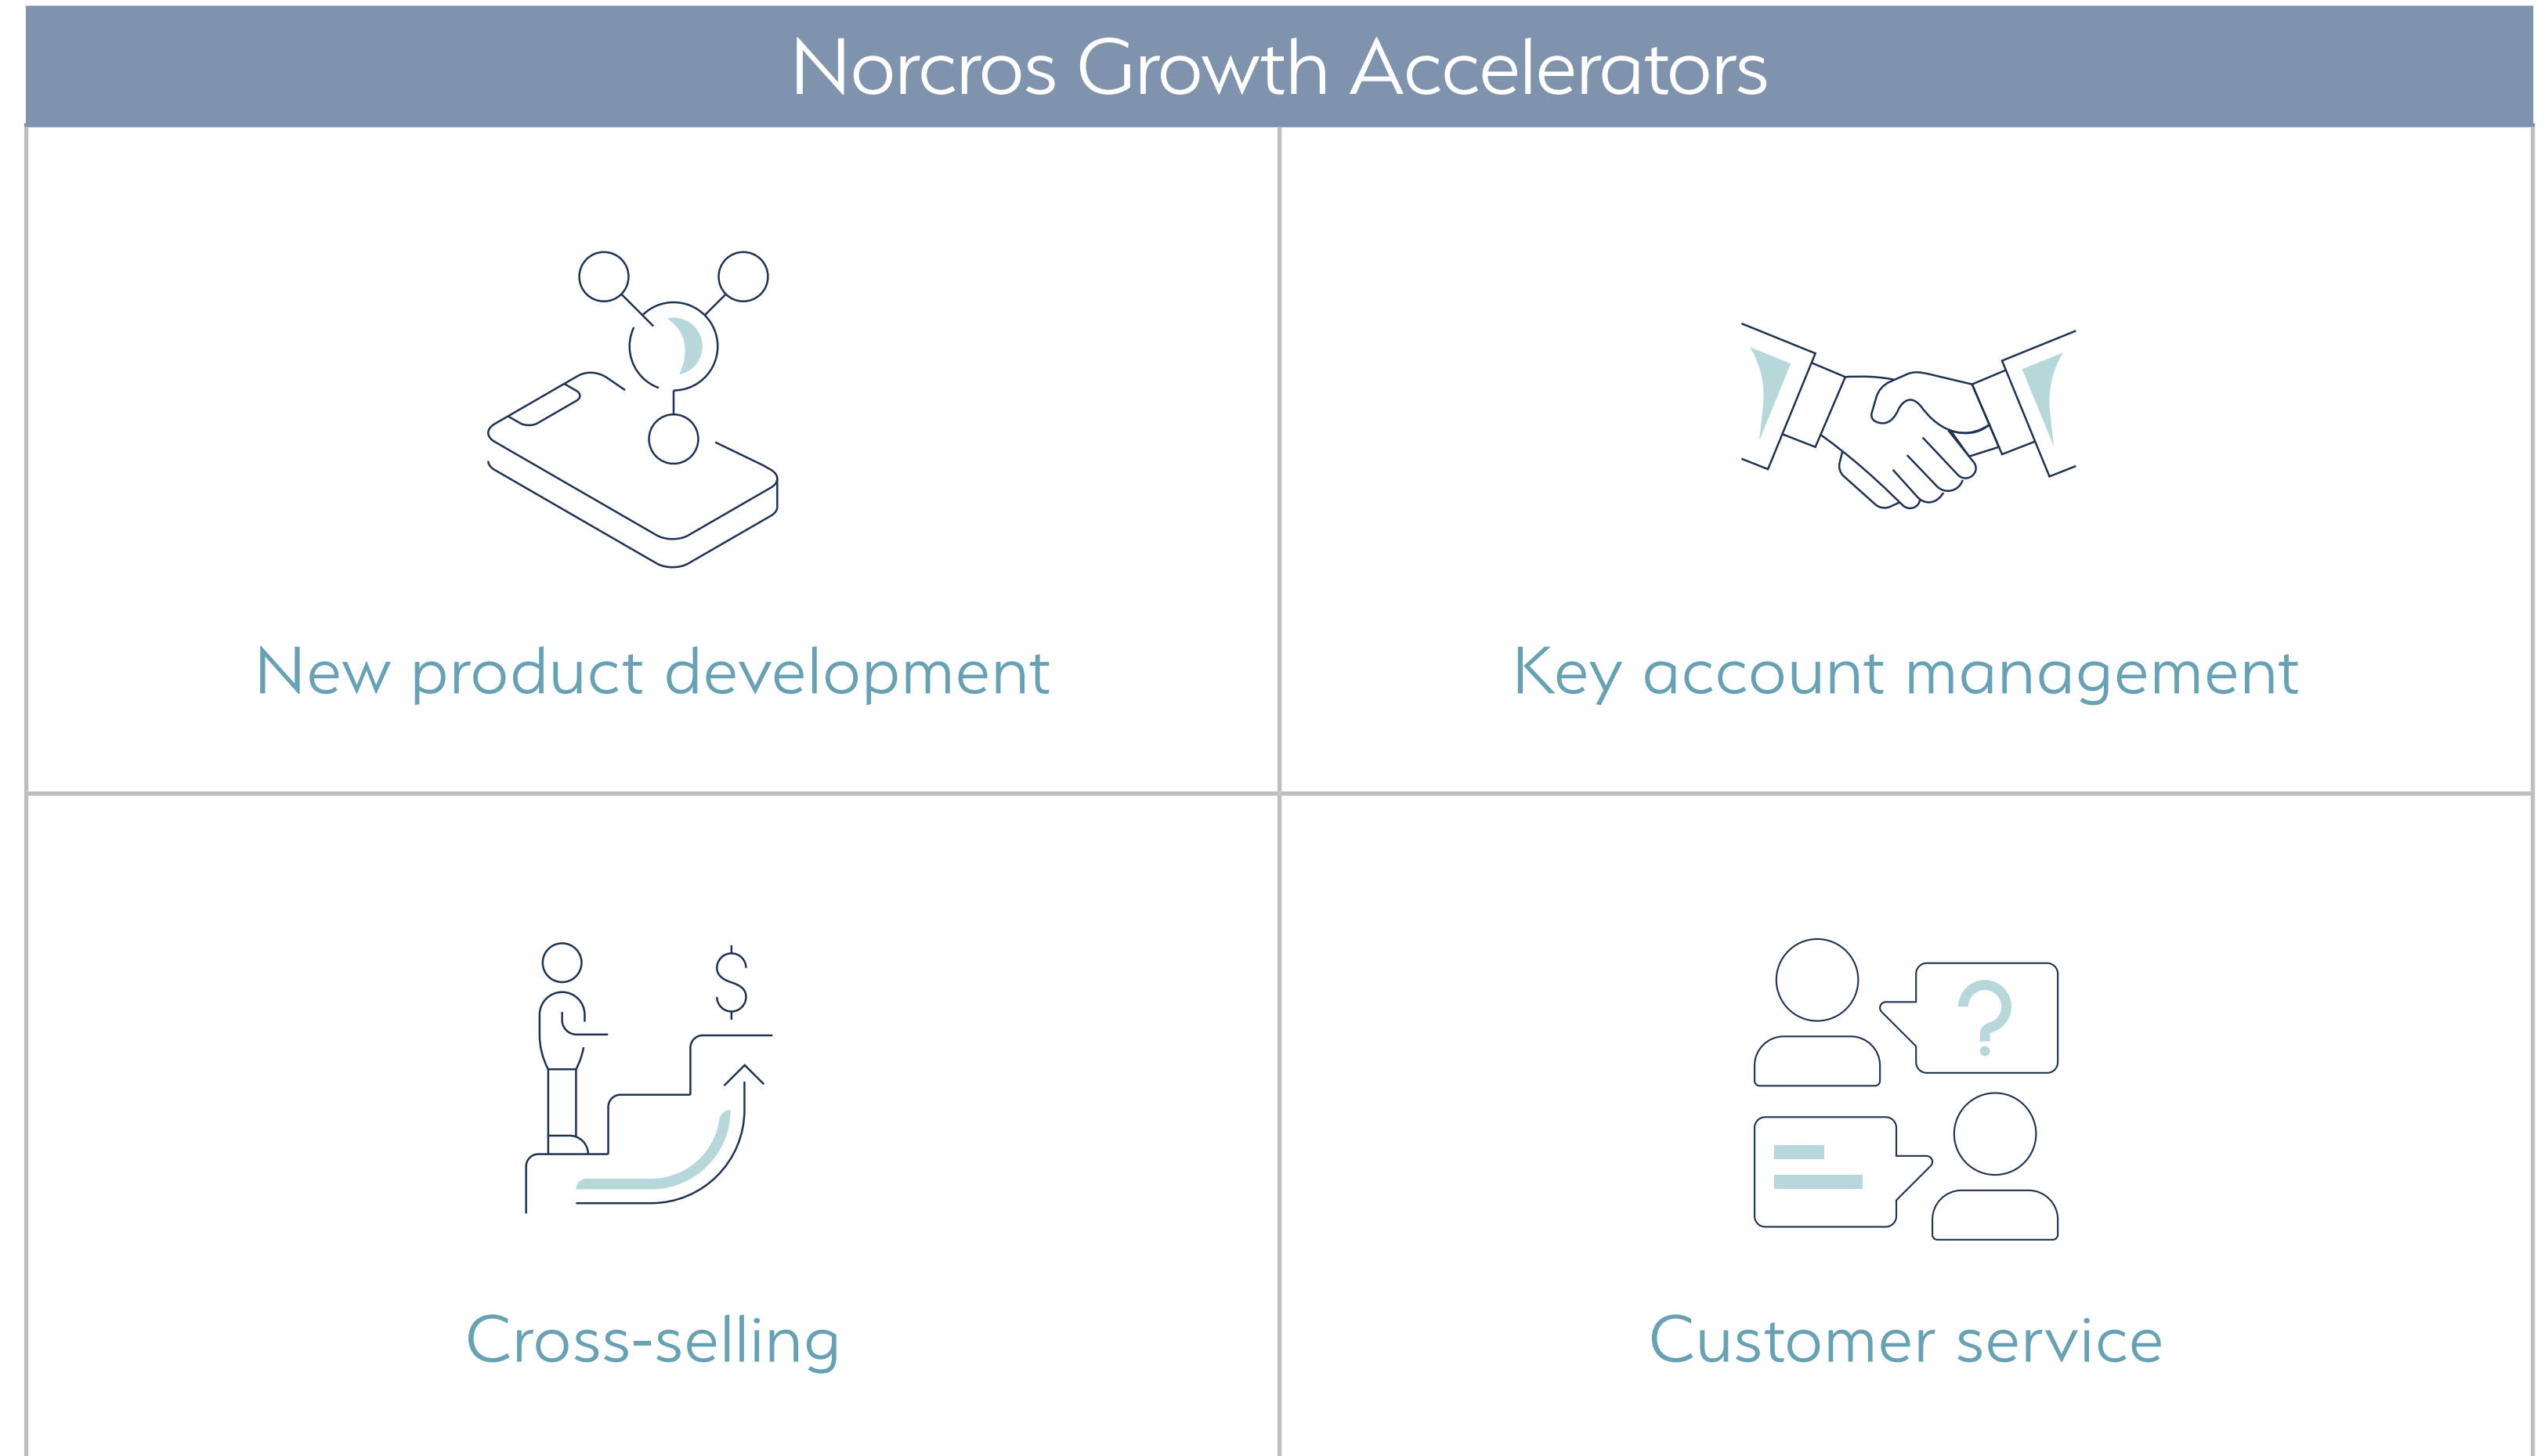 Norcros Growth Accelerators
New product development
Key account management
$
?
Cross-selling
Customer service